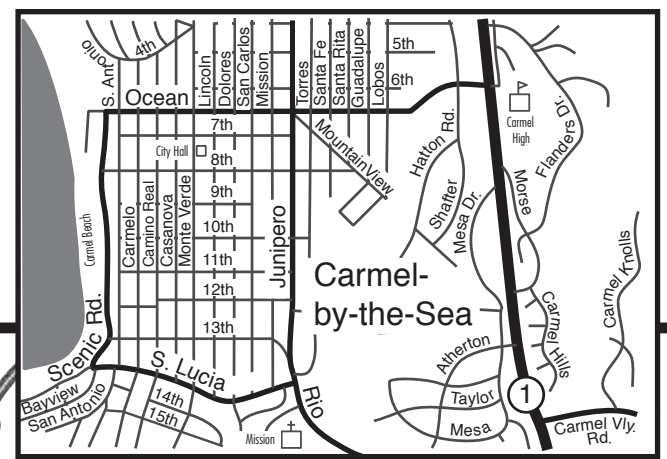 S. Antonio
4th
Lincoln
Dolores
San Carlos
Mission
Torres
Santa Fe
Santa Rita
Guadalupe
Lobos
5th
6th
Ocean
7th
City Hall
8th
MountainView
Hatton Rd.
Carmel
High
Flanders Dr.
Carmel Beach
Carmelo
Camino Real
Casanova
Monte Verde
9th
10th
11th
12th
13th
Junipero
Shafter
Mesa Dr.
Morse
Carmel-
by-the-Sea
Carmel Knolls
Carmel Hills
Scenic Rd.
S. Lucia
Rio
Atherton
Taylor
Mesa
1
Carmel Vly.
Rd.
Bayview
San Antonio
14th
15th
Mission